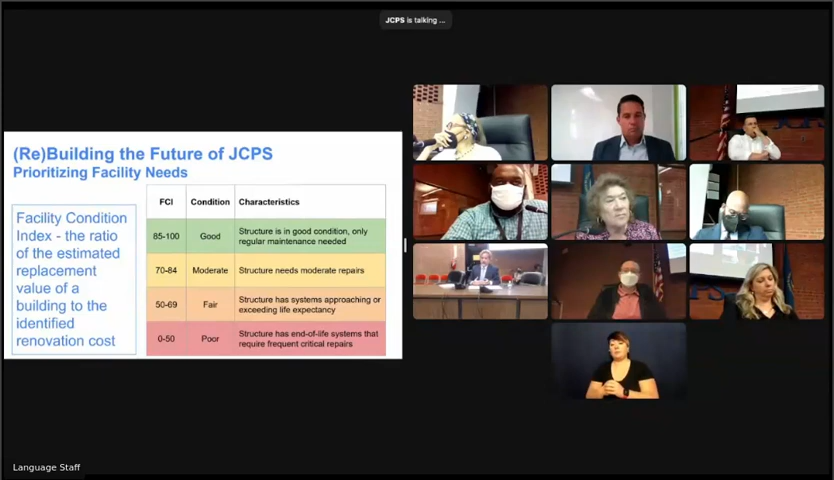 JCPS is talking ...
(Re)Building the Future of JCPS
Prioritizing Facility Needs
Facility Condition
Index - the ratio
of the estimated
replacement
value of a
building to the
identified
renovation cost
FCI Condition Characteristics
85-100 Good Structure is in good condition, only
regular maintenance needed
70-84 Moderate Structure needs moderate repairs
50-69 Fair Structure has systems approaching or
exceeding life expectancy
0-50 Poor Structure has end-of-life systems that
require frequent critical repairs
Language Staff